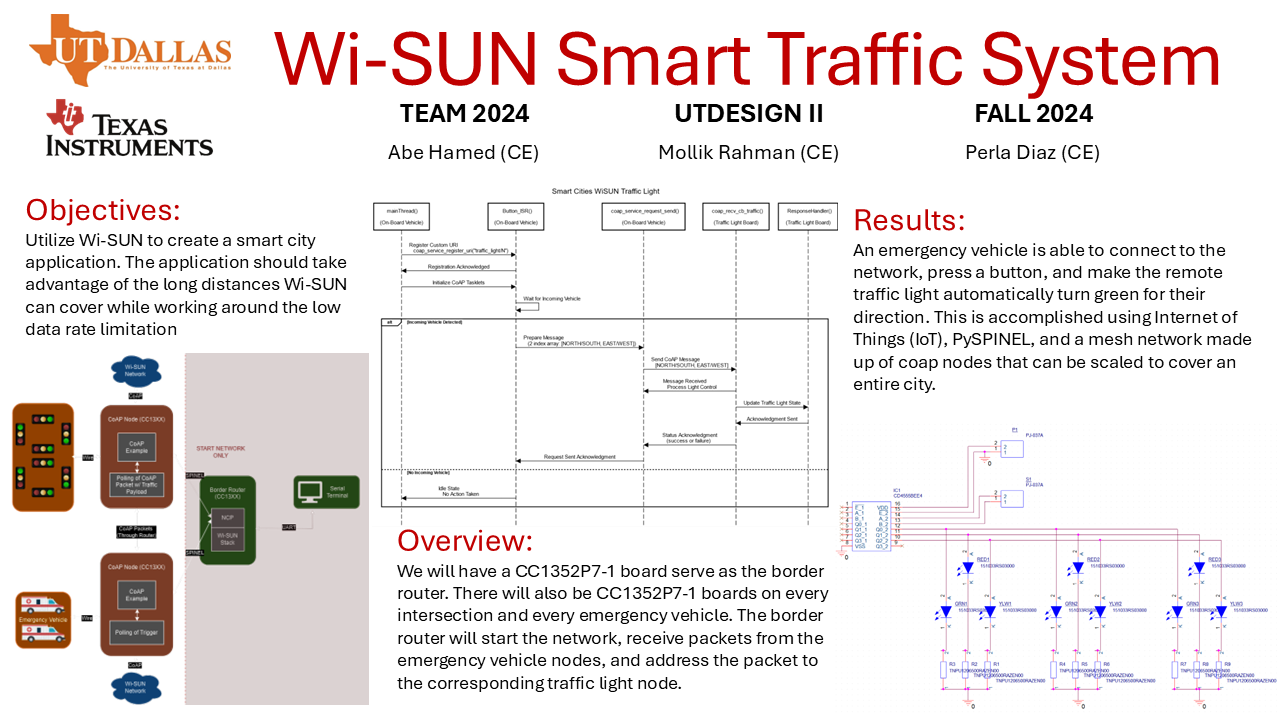 UT DALLAS
The University of Texas at Dallas
TEXAS
INSTRUMENTS
Wi-SUN Smart Traffic System
TEAM 2024
UTDESIGN II
FALL 2024
Abe Hamed (CE)
Mollik Rahman (CE)
Perla Diaz (CE)
Objectives:
Utilize Wi-SUN to create a smart city
application. The application should take
advantage of the long distances Wi-SUN
can cover while working around the low
data rate limitation
Wi-SUN
Network
CoAP
CoAP Node (CC13XX)
CoAP
Example
Polling of CoAP
Packet w/ Traffic
Payload
Wire
START NETWORK
ONLY
SPINEL
Border Router
(CC13XX)
NCP
Wi-SUN
Stack
Serial
Terminal
UART
CoAP Packets
Through Router
SPINEL
CoAP Node (CC13XX)
CoAP
Example
Polling of Trigger
Emergency Vehicle
Wire
CoAP
Wi-SUN
Network
Smart Cities WiSUN Traffic Light
mainThread()
(On-Board Vehicle)
Button_ISR()
(On-Board Vehicle)
coap_service_request_send()
(On-Board Vehicle)
coap_recv_cb_traffic()
(Traffic Light Board)
ResponseHandler()
(Traffic Light Board)
Register Custom URI
coap_service_register_uri("traffic_light/N")
Registration Acknowledged
Initialize CoAP Tasklets
Wait for Incoming Vehicle
alt
[Incoming Vehicle Detected]
Prepare Message
(2 index array: [NORTH/SOUTH, EAST/WEST])
Send CoAP Message
[NORTH/SOUTH, EAST/WEST]
Message Received
Process Light Control
Update Traffic Light State
Acknowledgment Sent
Status Acknowledgment
(success or failure)
Request Sent Acknowledgment
[No Incoming Vehicle]
Idle State
No Action Taken
Overview:
We will have a CC1352P7-1 board serve as the border
router. There will also be CC1352P7-1 boards on every
intersection and every emergency vehicle. The border
router will start the network, receive packets from the
emergency vehicle nodes, and address the packet to
the corresponding traffic light node.
Results:
An emergency vehicle is able to connect to the
network, press a button, and make the remote
traffic light automatically turn green for their
direction. This is accomplished using Internet of
Things (IoT), PySPINEL, and a mesh network made
up of coap nodes that can be scaled to cover an
entire city.
PJ-037A
0
PJ-037A
IC1
VDD
VSS
0
RED1
RED2
RED3
GRN1
YLW1
GRN2
YLW2
GRN3
YLW3
R3
R2
R1
R4
R5
R6
R7
R8
R9
0
0
0